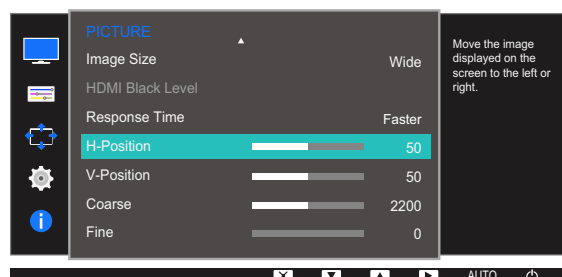 PICTURE
Image Size Wide
HDMI Black Level
Response Time Faster
H-Position 50
V-Position 50
Coarse 2200
Fine 0
Move the image
displayed on the
screen to the left or
right.
AUTO